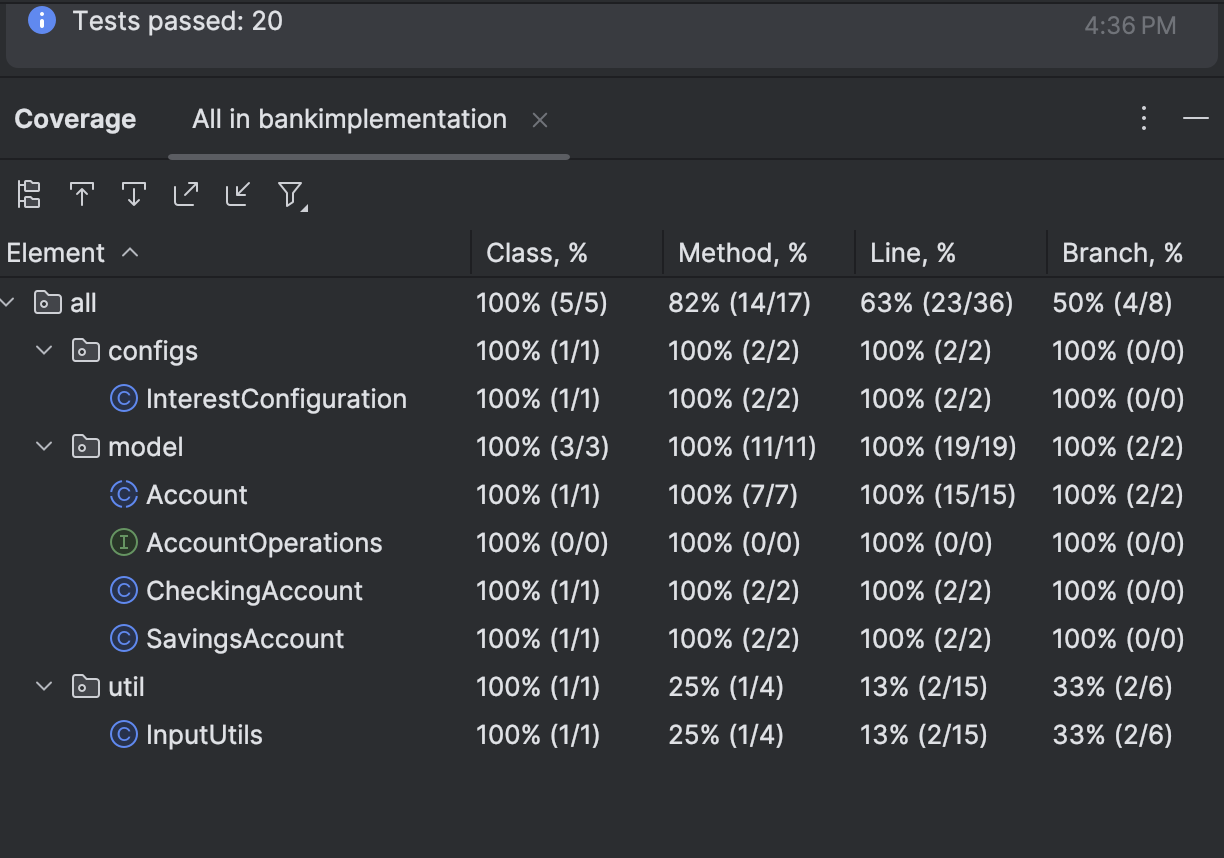 Tests passed: 20 4:36 PM
Coverage All in bankimplementation
Element Class, % Method, % Line, % Branch, %
all 100% (5/5) 82% (14/17) 63% (23/36) 50% (4/8)
configs 100% (1/1) 100% (2/2) 100% (2/2) 100% (0/0)
InterestConfiguration 100% (1/1) 100% (2/2) 100% (2/2) 100% (0/0)
model 100% (3/3) 100% (11/11) 100% (19/19) 100% (2/2)
Account 100% (1/1) 100% (7/7) 100% (15/15) 100% (2/2)
AccountOperations 100% (0/0) 100% (0/0) 100% (0/0) 100% (0/0)
CheckingAccount 100% (1/1) 100% (2/2) 100% (2/2) 100% (0/0)
SavingsAccount 100% (1/1) 100% (2/2) 100% (2/2) 100% (0/0)
util 100% (1/1) 25% (1/4) 13% (2/15) 33% (2/6)
InputUtils 100% (1/1) 25% (1/4) 13% (2/15) 33% (2/6)